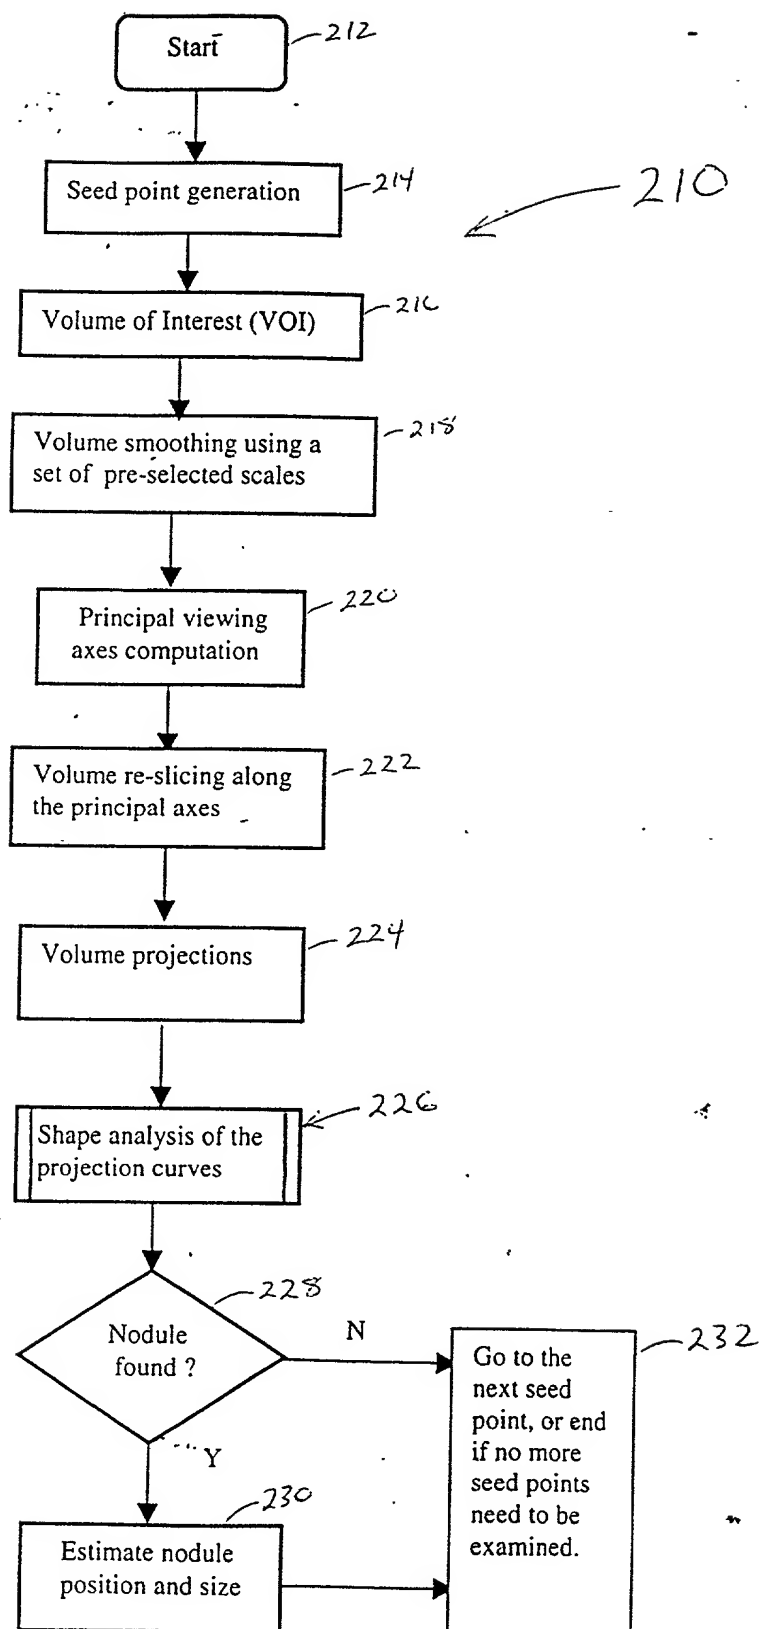 Start
212
Seed point generation
214
210
Volume of Interest (VOI)
216
Volume smoothing using a
set of pre-selected scales
218
Principal viewing
axes computation
220
Volume re-slicing along
the principal axes
222
Volume projections
224
Shape analysis of the
projection curves
226
Nodule
found ?
228
N
Y
Go to the
next seed
point, or end
if no more
seed points
need to be
examined.
232
Estimate nodule
position and size
230